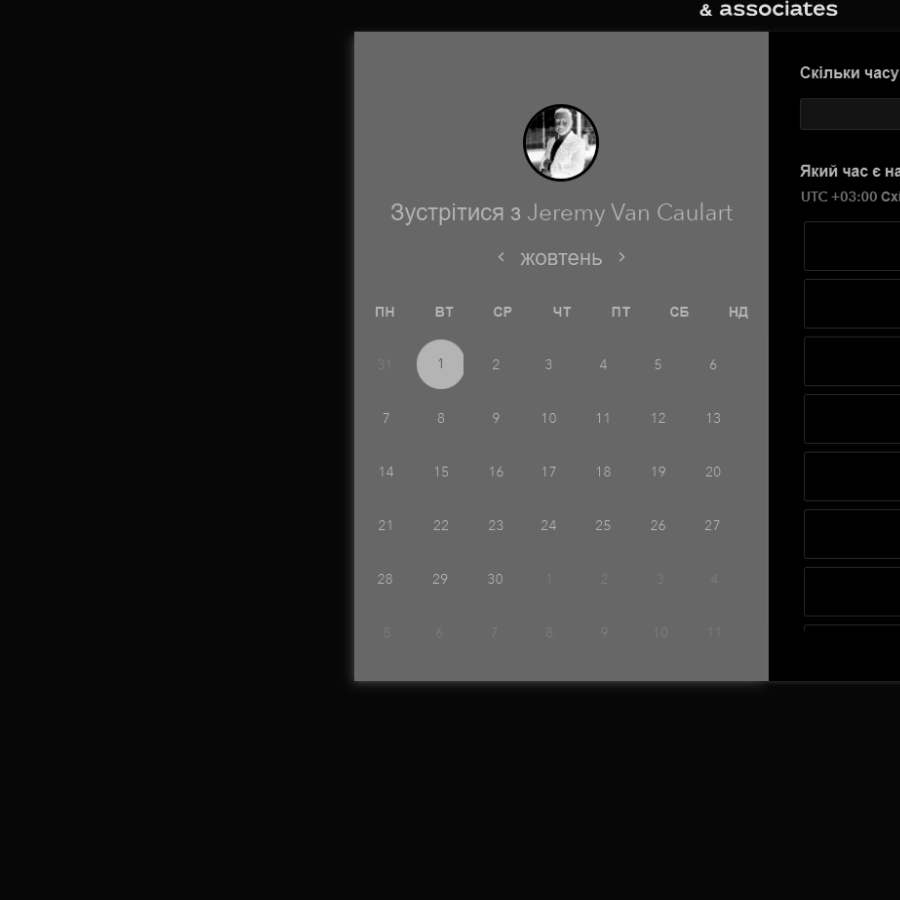 & associates
Скільки часу
Зустрітися з Jeremy Van Caulart
жовтень
Який час є на
UTC +03:00 Схі
ПН ВТ СР ЧТ ПТ СБ НД
31 1 2 3 4 5 6
7 8 9 10 11 12 13
14 15 16 17 18 19 20
21 22 23 24 25 26 27
28 29 30 1 2 3 4
5 6 7 8 9 10 11